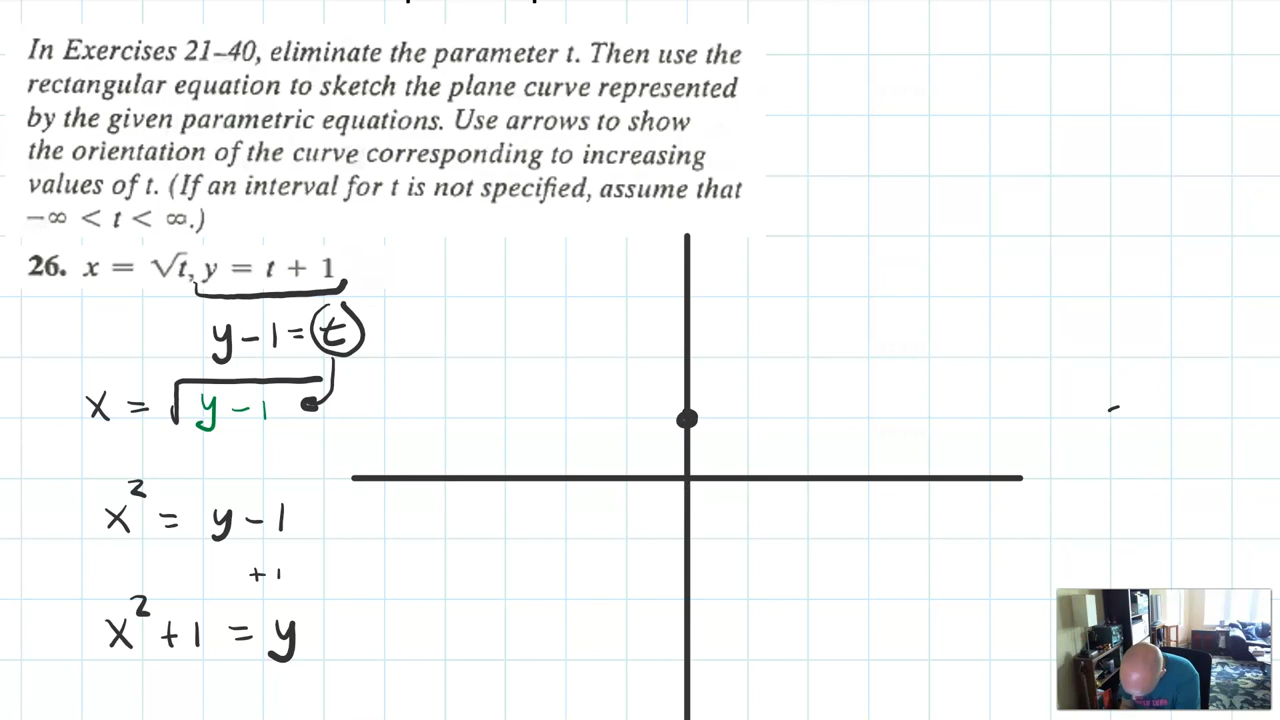 In Exercises 21–40, eliminate the parameter t. Then use the
rectangular equation to sketch the plane curve represented
by the given parametric equations. Use arrows to show
the orientation of the curve corresponding to increasing
values of t. (If an interval for t is not specified, assume that
−∞ < t < ∞.)
26. x = √t, y = t + 1
y − 1 = t
x = √y − 1
x² = y − 1
+ 1
x² + 1 = y